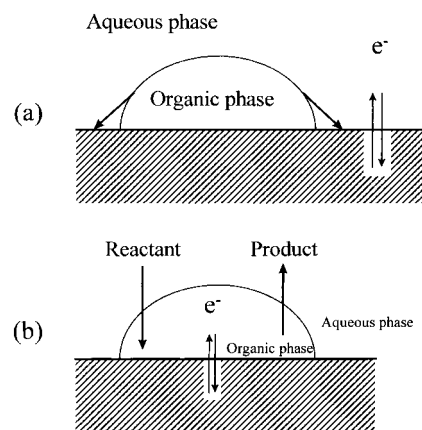 Aqueous phase
e-
(a)
Organic phase
Reactant
Product
(b)
e-
Aqueous phase
Organic phase